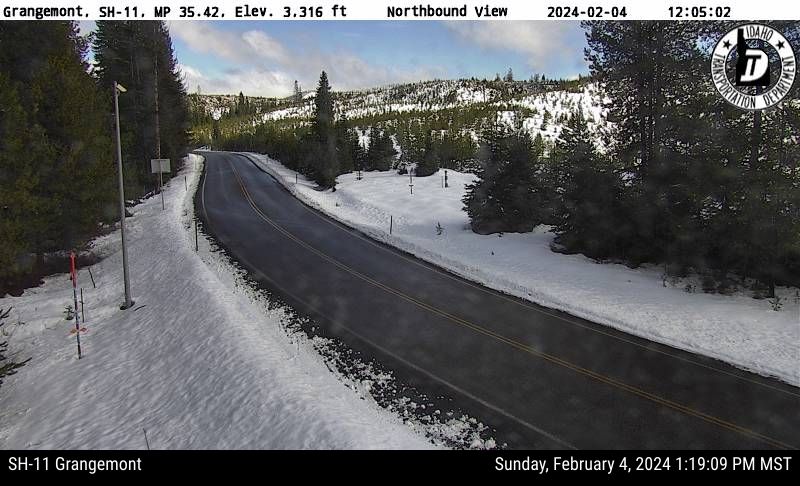 Grangemont, SH-11, MP 35.42, Elev. 3,316 ft Northbound View 2024-02-04 12:05:02
IDAHO
TRANSPORTATION DEPARTMENT
SH-11 Grangemont Sunday, February 4, 2024 1:19:09 PM MST